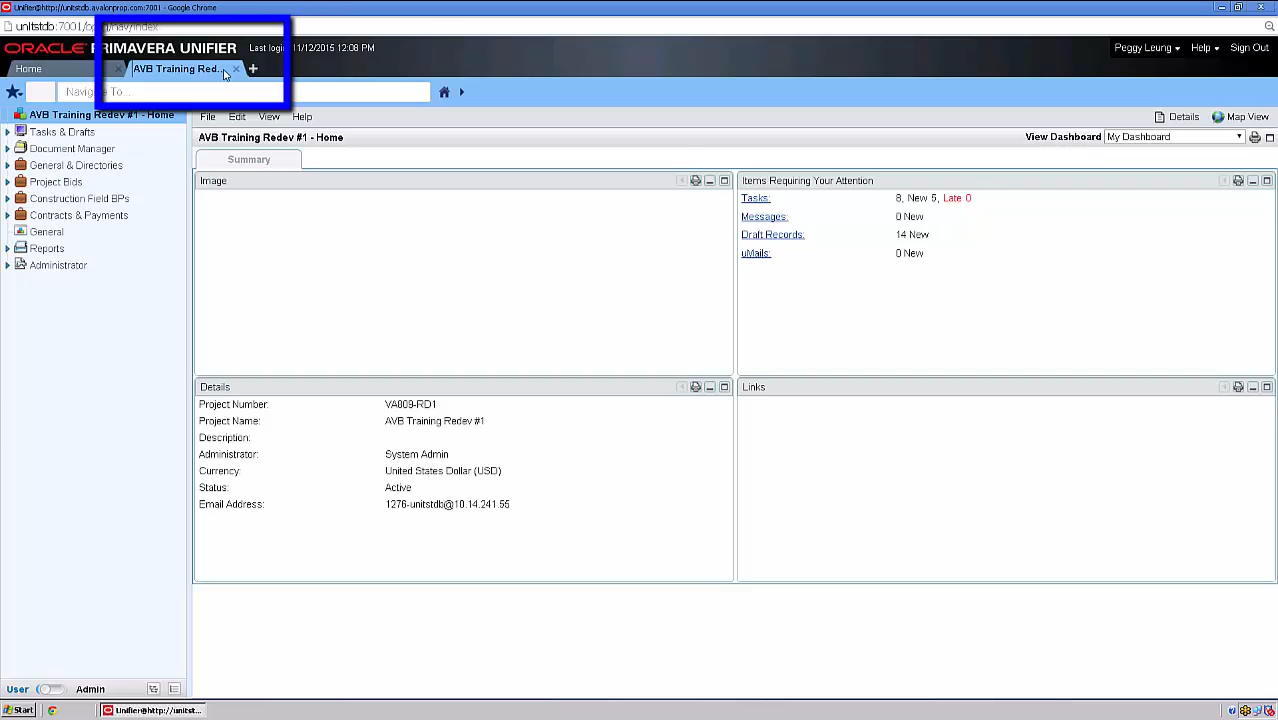 Unifier@http://unitstdb.avalonprop.com:7001 - Google Chrome
ORACLE PRIMAVERA UNIFIER Last login 11/12/2015 12:08 PM Peggy Leung Help Sign Out
Home AVB Training Red...
Navigate To...
AVB Training Redev #1 - Home
Tasks & Drafts
Document Manager
General & Directories
Project Bids
Construction Field BPs
Contracts & Payments
General
Reports
Administrator
File Edit View Help Details Map View
AVB Training Redev #1 - Home View Dashboard My Dashboard
Summary
Image
Items Requiring Your Attention
Tasks: 8, New 5, Late 0
Messages: 0 New
Draft Records: 14 New
uMails: 0 New
Details
Project Number: VA009-RD1
Project Name: AVB Training Redev #1
Description:
Administrator: System Admin
Currency: United States Dollar (USD)
Status: Active
Email Address: 1276-unitstdb@10.14.241.55
Links
User Admin
Start Unifier@http://unitst...